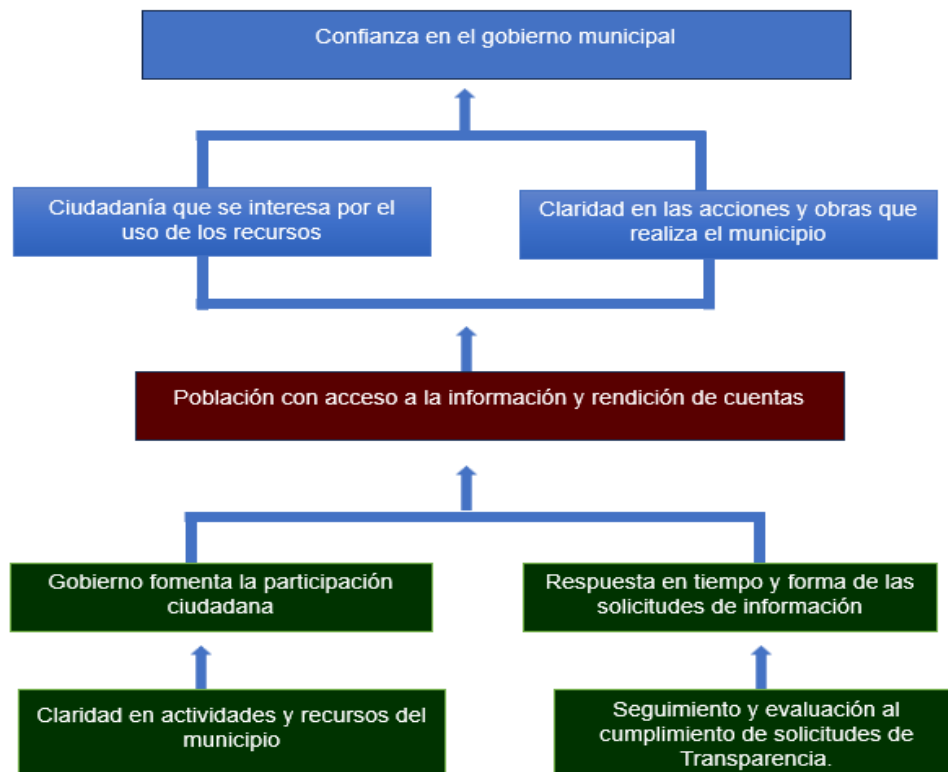 Confianza en el gobierno municipal
Ciudadanía que se interesa por el
uso de los recursos
Claridad en las acciones y obras que
realiza el municipio
Población con acceso a la información y rendición de cuentas
Gobierno fomenta la participación
ciudadana
Respuesta en tiempo y forma de las
solicitudes de información
Claridad en actividades y recursos del
municipio
Seguimiento y evaluación al
cumplimiento de solicitudes de
Transparencia.